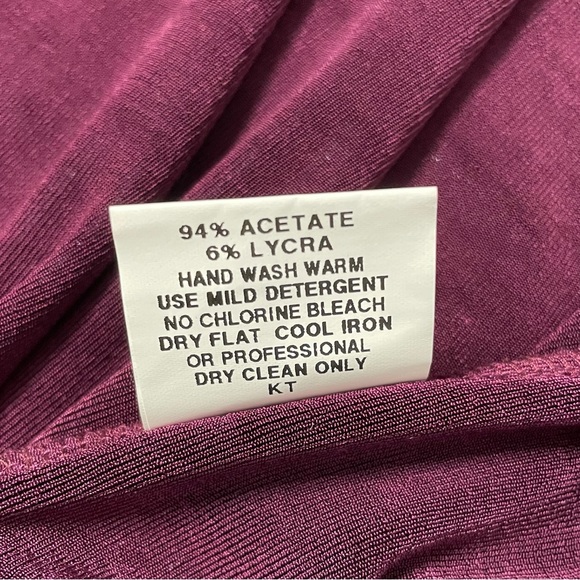 94% ACETATE
6% LYCRA
HAND WASH WARM
USE MILD DETERGENT
NO CHLORINE BLEACH
DRY FLAT COOL IRON
OR PROFESSIONAL
DRY CLEAN ONLY
KT